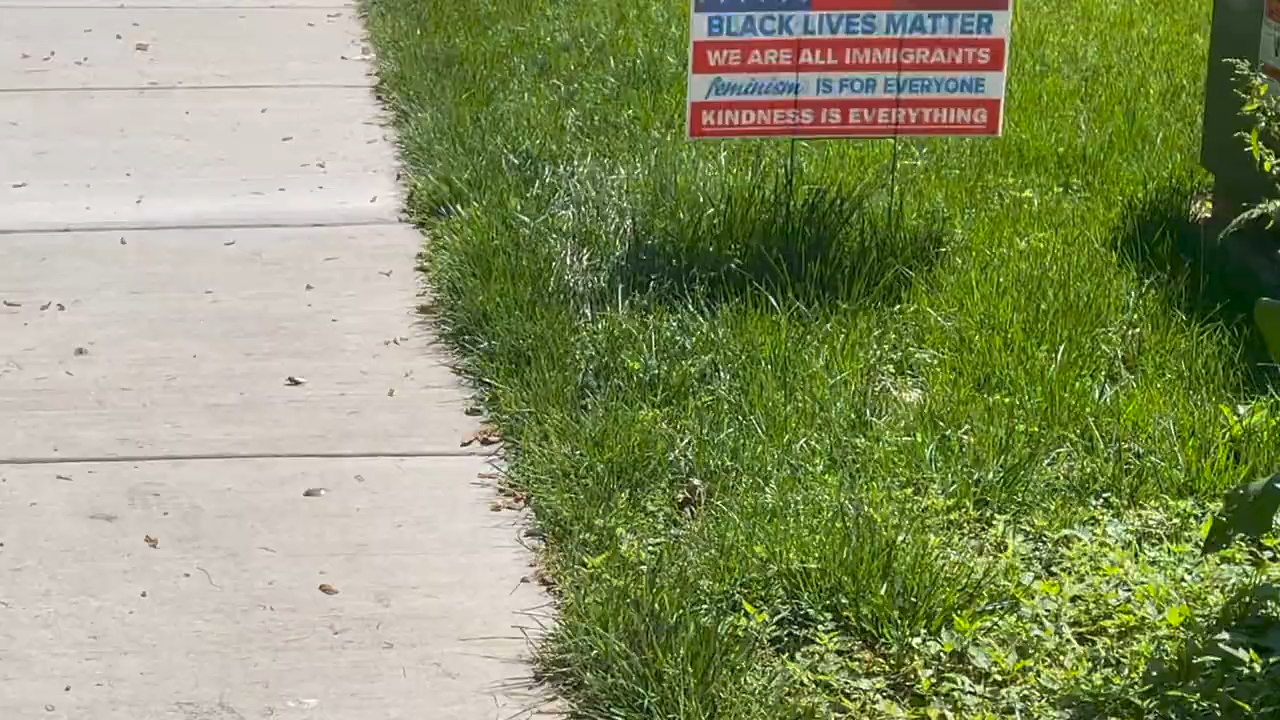 BLACK LIVES MATTER
WE ARE ALL IMMIGRANTS
feminism IS FOR EVERYONE
KINDNESS IS EVERYTHING